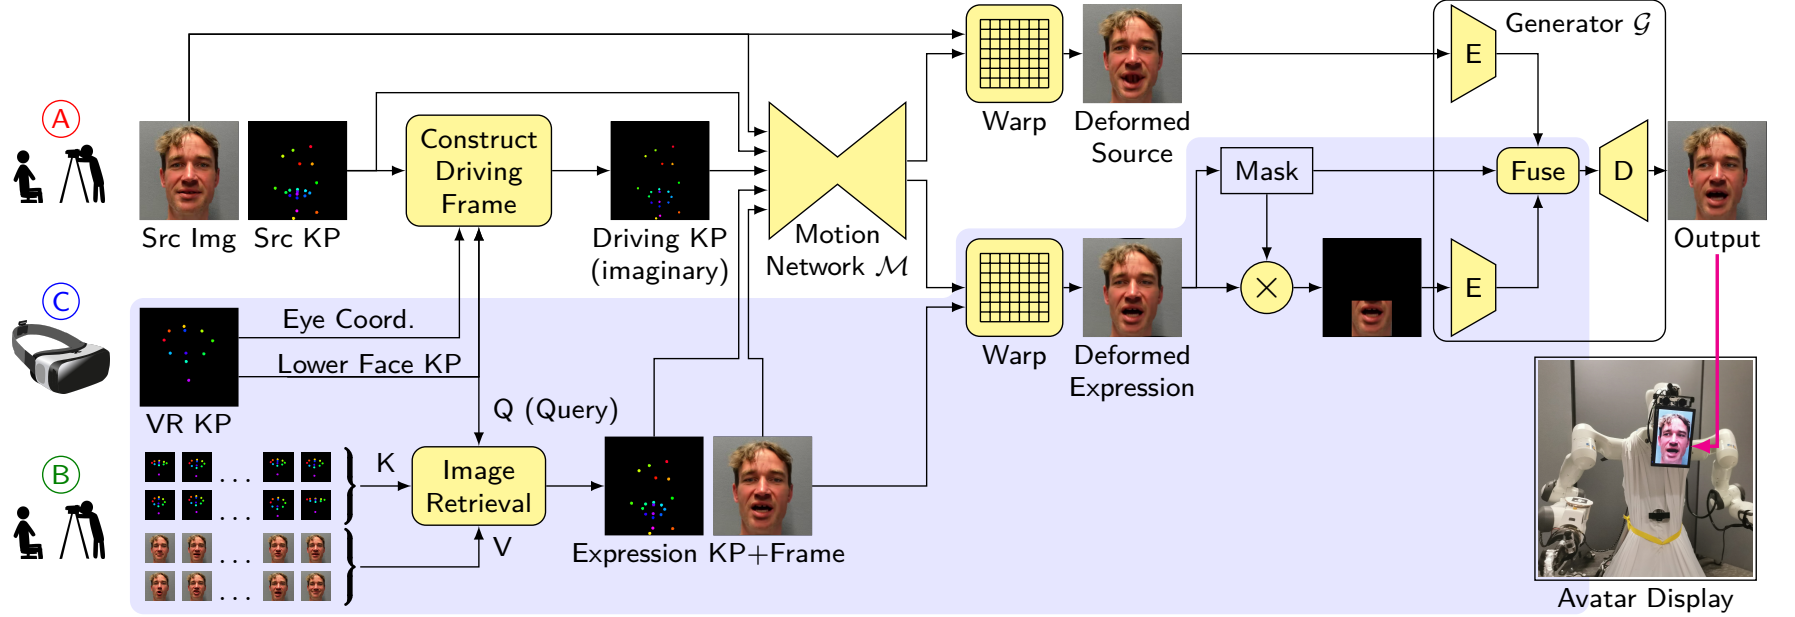 Generator 𝒢
E
Warp
Deformed
Source
A
Construct
Driving
Frame
Src Img
Src KP
Driving KP
(imaginary)
Motion
Network ℳ
Mask
Fuse
D
Output
C
Eye Coord.
Lower Face KP
VR KP
Warp
Deformed
Expression
×
E
Q (Query)
B
K
...
...
...
...
Image
Retrieval
V
Expression KP+Frame
Avatar Display